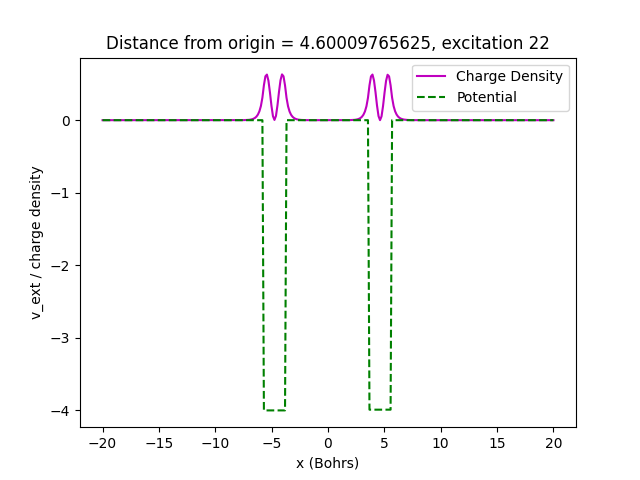 Distance from origin = 4.60009765625, excitation 22
Charge Density
Potential
v_ext / charge density
0
−1
−2
−3
−4
−20
−15
−10
−5
0
5
10
15
20
x (Bohrs)